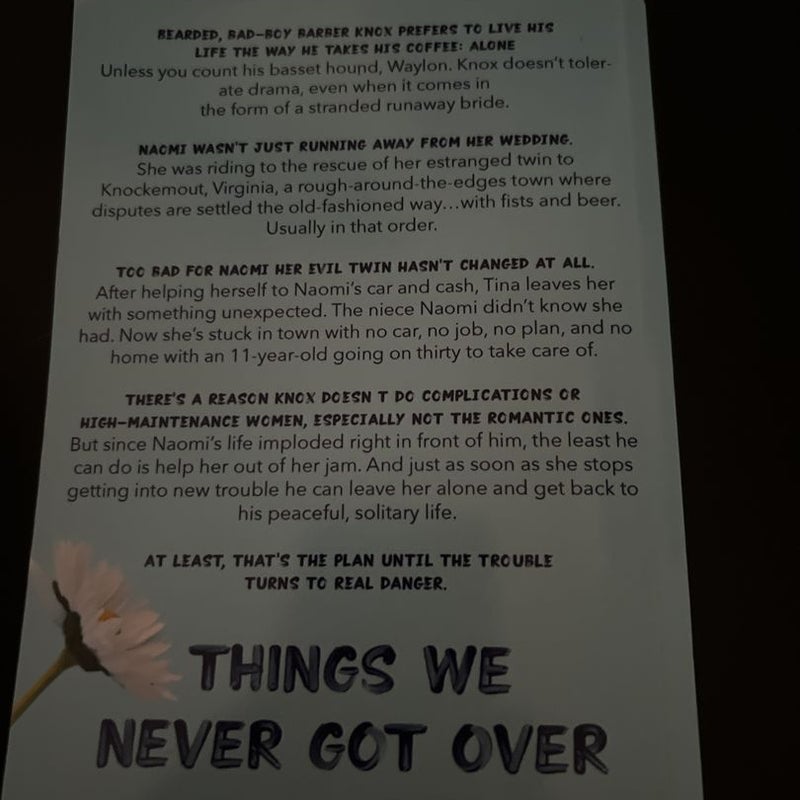 BEARDED, BAD-BOY BARBER KNOX PREFERS TO LIVE HIS
LIFE THE WAY HE TAKES HIS COFFEE: ALONE
Unless you count his basset hound, Waylon. Knox doesn't toler-
ate drama, even when it comes in
the form of a stranded runaway bride.
NAOMI WASN'T JUST RUNNING AWAY FROM HER WEDDING.
She was riding to the rescue of her estranged twin to
Knockemout, Virginia, a rough-around-the-edges town where
disputes are settled the old-fashioned way...with fists and beer.
Usually in that order.
TOO BAD FOR NAOMI HER EVIL TWIN HASN'T CHANGED AT ALL.
After helping herself to Naomi's car and cash, Tina leaves her
with something unexpected. The niece Naomi didn't know she
had. Now she's stuck in town with no car, no job, no plan, and no
home with an 11-year-old going on thirty to take care of.
THERE'S A REASON KNOX DOESN T DO COMPLICATIONS OR
HIGH-MAINTENANCE WOMEN, ESPECIALLY NOT THE ROMANTIC ONES.
But since Naomi's life imploded right in front of him, the least he
can do is help her out of her jam. And just as soon as she stops
getting into new trouble he can leave her alone and get back to
his peaceful, solitary life.
AT LEAST, THAT'S THE PLAN UNTIL THE TROUBLE
TURNS TO REAL DANGER.
THINGS WE
NEVER GOT OVER